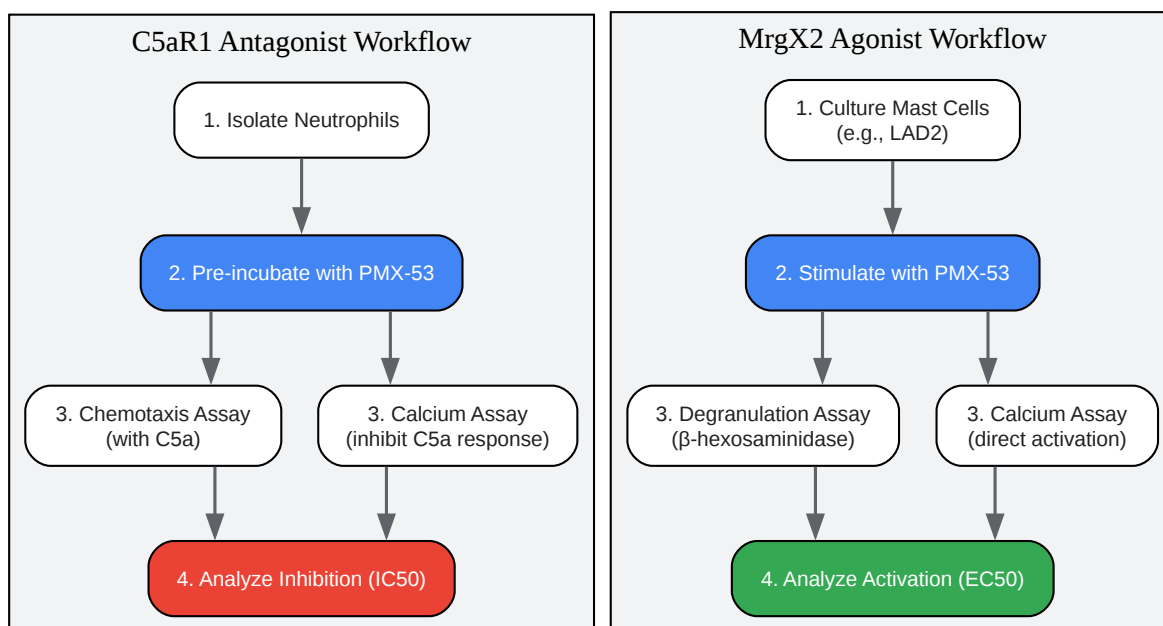 C5aR1 Antagonist Workflow
1. Isolate Neutrophils
2. Pre-incubate with PMX-53
3. Chemotaxis Assay
(with C5a)
3. Calcium Assay
(inhibit C5a response)
4. Analyze Inhibition (IC50)
MrgX2 Agonist Workflow
1. Culture Mast Cells
(e.g., LAD2)
2. Stimulate with PMX-53
3. Degranulation Assay
(β-hexosaminidase)
3. Calcium Assay
(direct activation)
4. Analyze Activation (EC50)